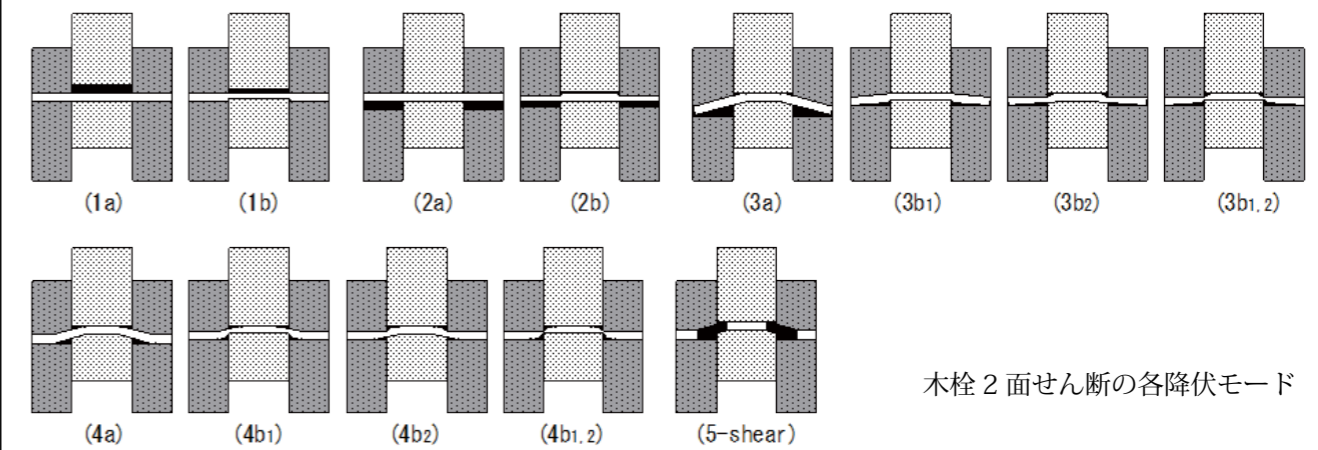 (1a) (1b) (2a) (2b) (3a) (3b1) (3b2) (3b1,2)
木栓 2 面せん断の各降伏モード
(4a) (4b1) (4b2) (4b1,2) (5-shear)